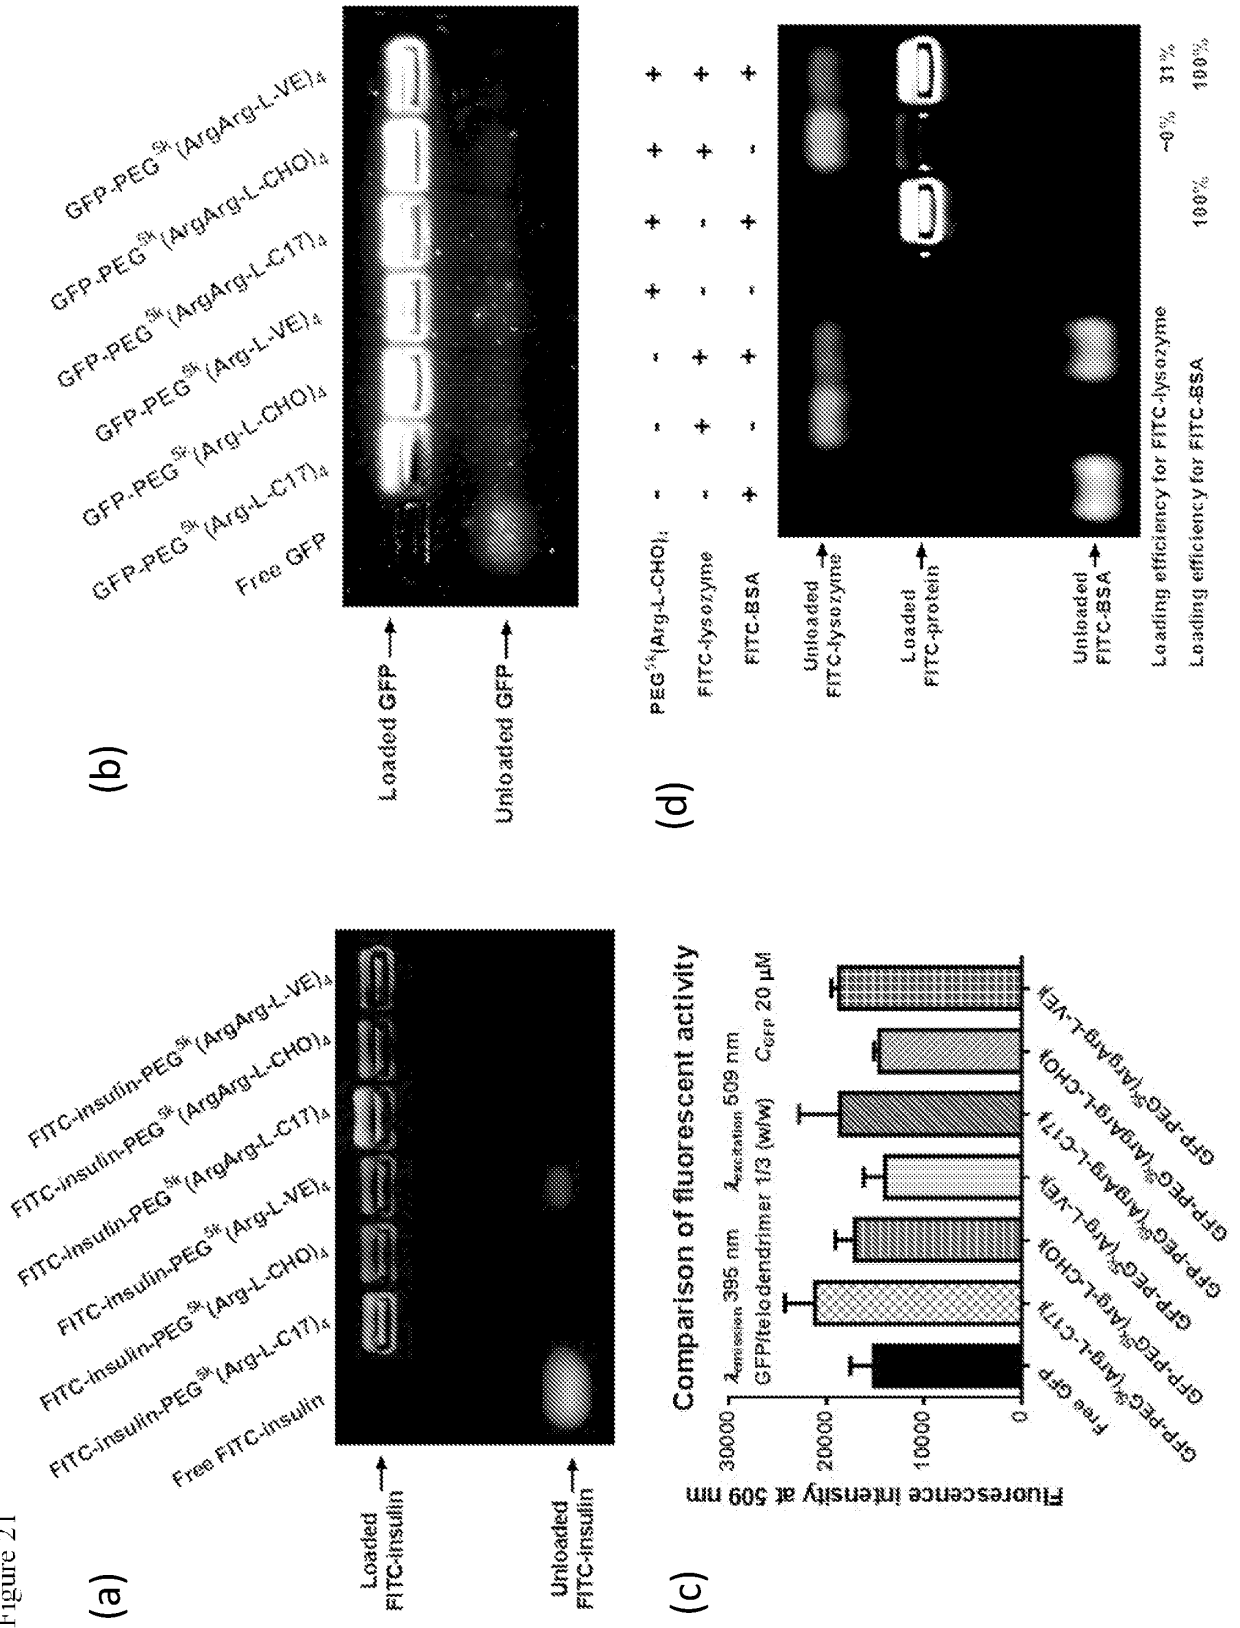 Figure 21
(a)
Free FITC-insulin
FITC-insulin-PEG5k(Arg-L-C17)4
FITC-insulin-PEG5k(Arg-L-CHO)4
FITC-insulin-PEG5k(Arg-L-VE)4
FITC-insulin-PEG5k(ArgArg-L-C17)4
FITC-insulin-PEG5k(ArgArg-L-CHO)4
FITC-insulin-PEG5k(ArgArg-L-VE)4
Loaded
FITC-insulin
Unloaded
FITC-insulin
(b)
Free GFP
GFP-PEG5k(Arg-L-C17)4
GFP-PEG5k(Arg-L-CHO)4
GFP-PEG5k(Arg-L-VE)4
GFP-PEG5k(ArgArg-L-C17)4
GFP-PEG5k(ArgArg-L-CHO)4
GFP-PEG5k(ArgArg-L-VE)4
Loaded GFP
Unloaded GFP
(c)
Comparison of fluorescent activity
λemission 395 nm λexcitation 509 nm
GFP/telodendrimer 1/3 (w/w) CGFP 20 µM
Fluorescence intensity at 509 nm
30000
20000
10000
0
Free GFP
GFP-PEG5k(Arg-L-C17)4
GFP-PEG5k(Arg-L-CHO)4
GFP-PEG5k(Arg-L-VE)4
GFP-PEG5k(ArgArg-L-C17)4
GFP-PEG5k(ArgArg-L-CHO)4
GFP-PEG5k(ArgArg-L-VE)4
(d)
PEG5k(Arg-L-CHO)4 - - - + + + +
FITC-lysozyme - + + - - + +
FITC-BSA + - + - + - +
Unloaded
FITC-lysozyme
Loaded
FITC-protein
Unloaded
FITC-BSA
Loading efficiency for FITC-lysozyme ~0% 31%
Loading efficiency for FITC-BSA 100% 100%